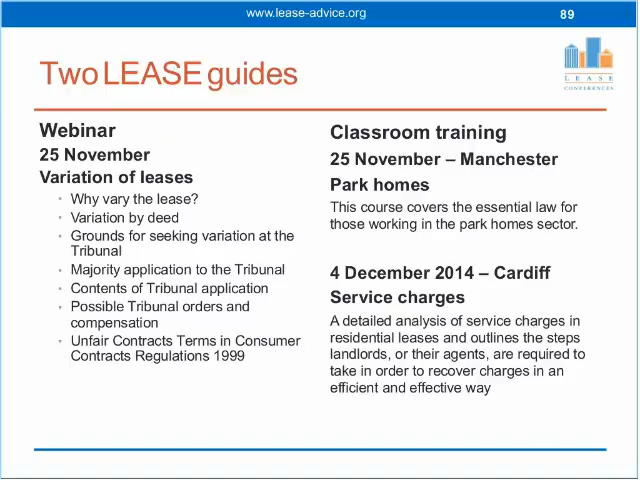 www.lease-advice.org
89
Two LEASE guides
LEASE
CONFERENCES
Webinar
25 November
Variation of leases
• Why vary the lease?
• Variation by deed
• Grounds for seeking variation at the
Tribunal
• Majority application to the Tribunal
• Contents of Tribunal application
• Possible Tribunal orders and
compensation
• Unfair Contracts Terms in Consumer
Contracts Regulations 1999
Classroom training
25 November – Manchester
Park homes
This course covers the essential law for
those working in the park homes sector.
4 December 2014 – Cardiff
Service charges
A detailed analysis of service charges in
residential leases and outlines the steps
landlords, or their agents, are required to
take in order to recover charges in an
efficient and effective way